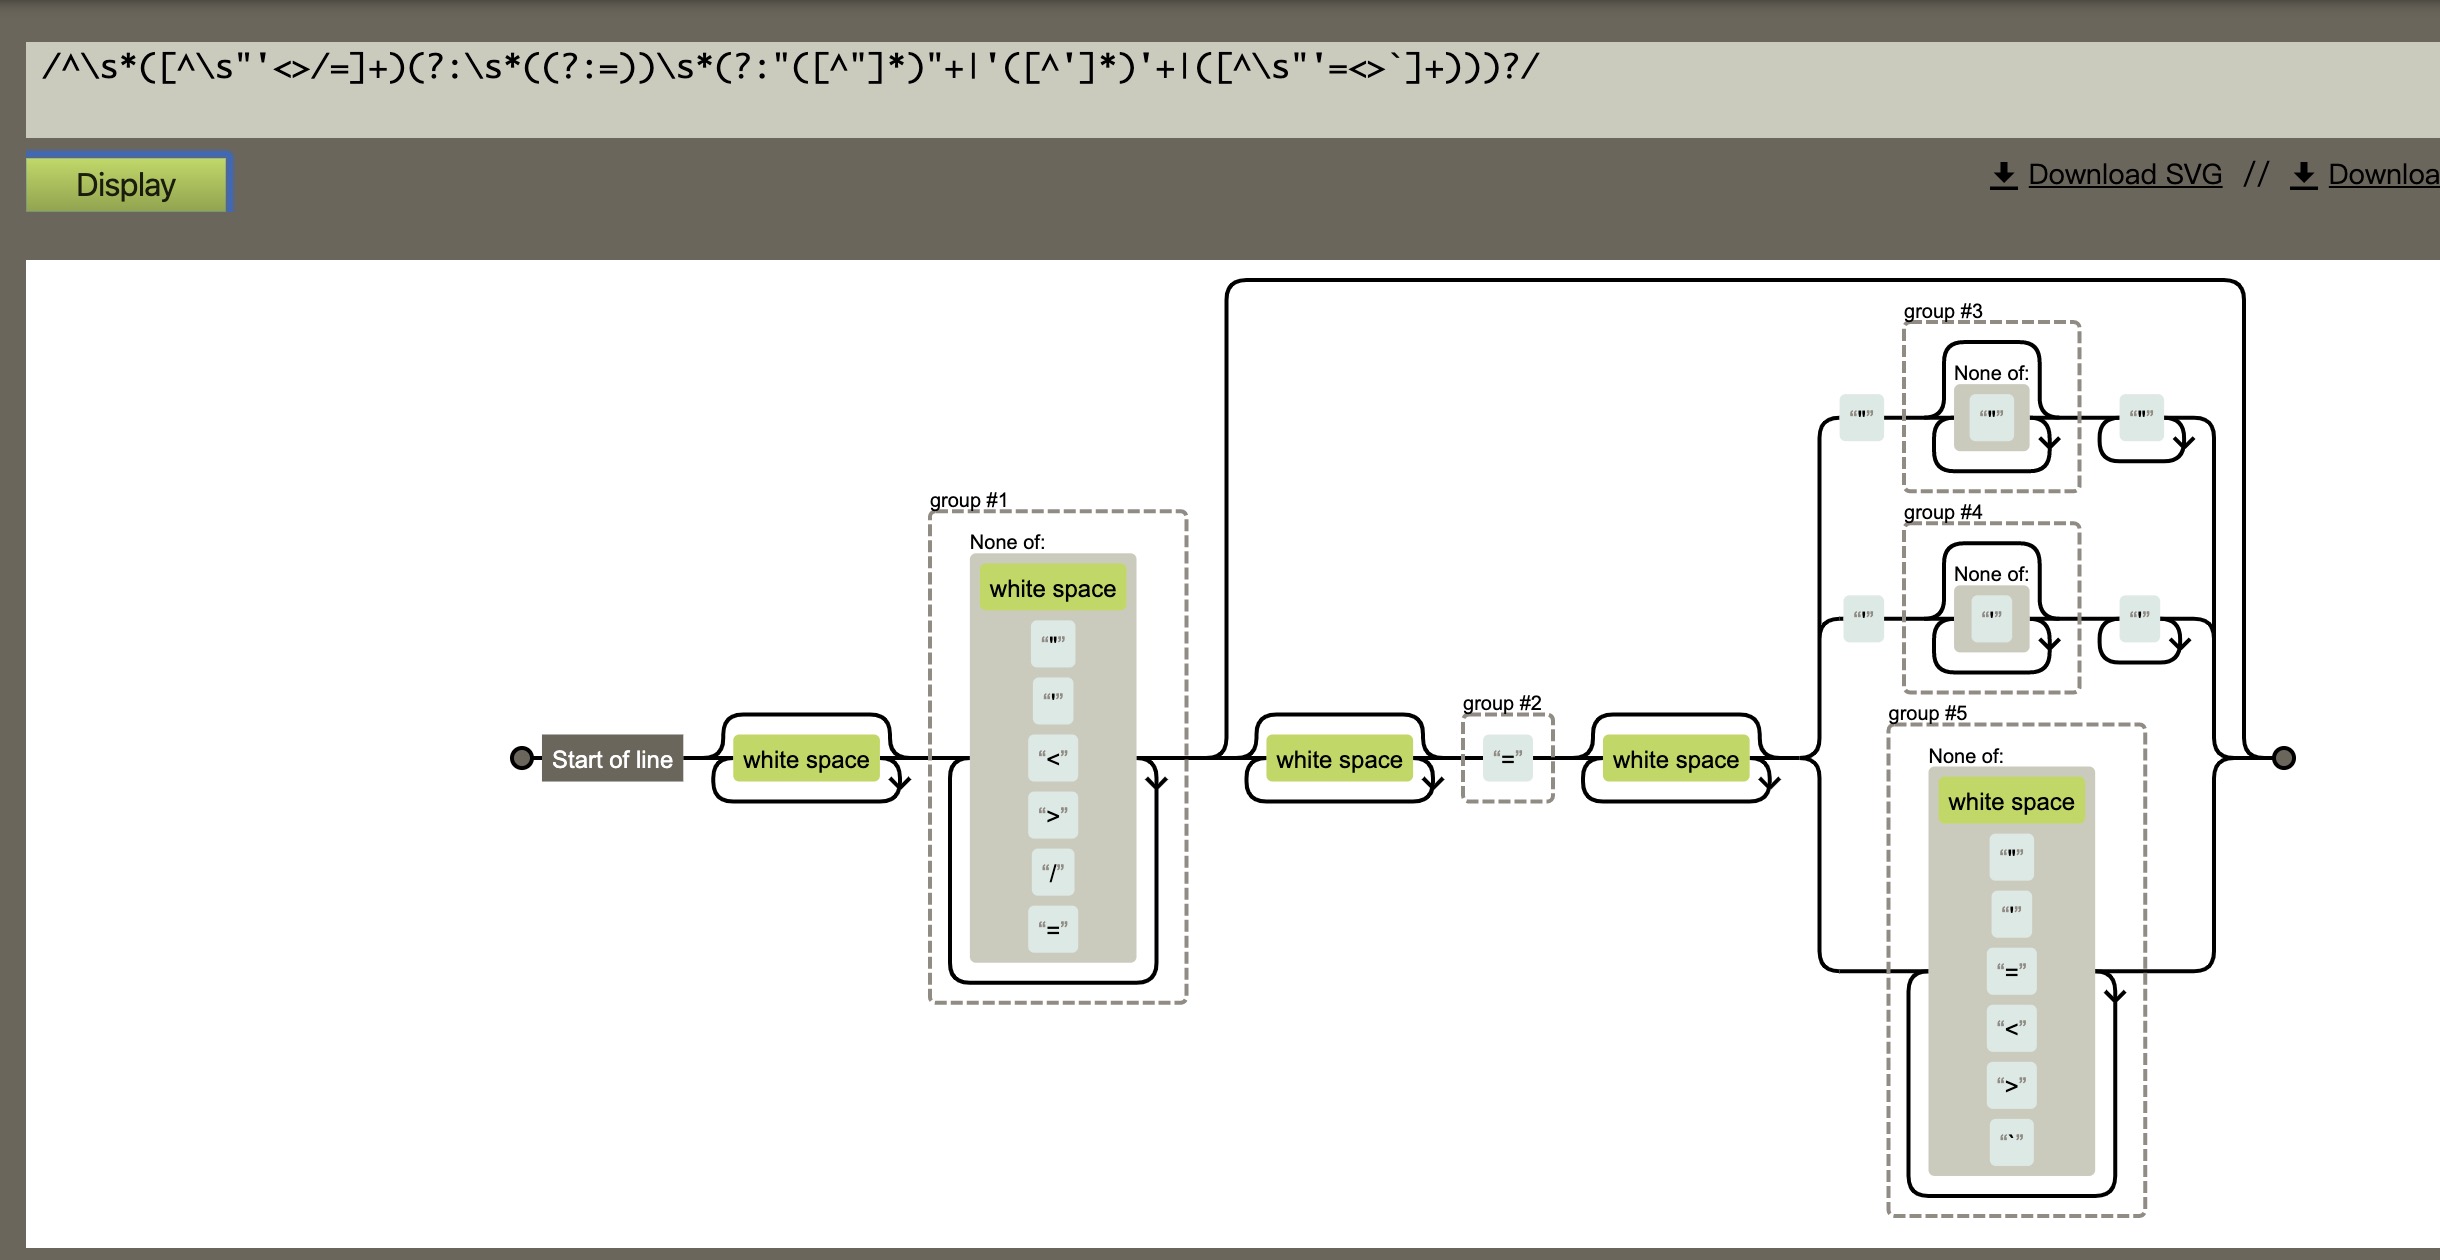 /^\s*([^\s"'<>/=]+)(?:\s*((?:=))\s*(?:"([^"]*)"+|'([^']*)'+|([^\s"'=<>`]+)))?/
Display
Download SVG // Downloa
group #3
None of:
“"” “"” “"”
group #4
None of:
“'” “'” “'”
group #1
None of:
white space
“"”
“'”
“<”
“>”
“/”
“=”
Start of line
white space
white space
group #2
“=”
white space
group #5
None of:
white space
“"”
“'”
“=”
“<”
“>”
“`”